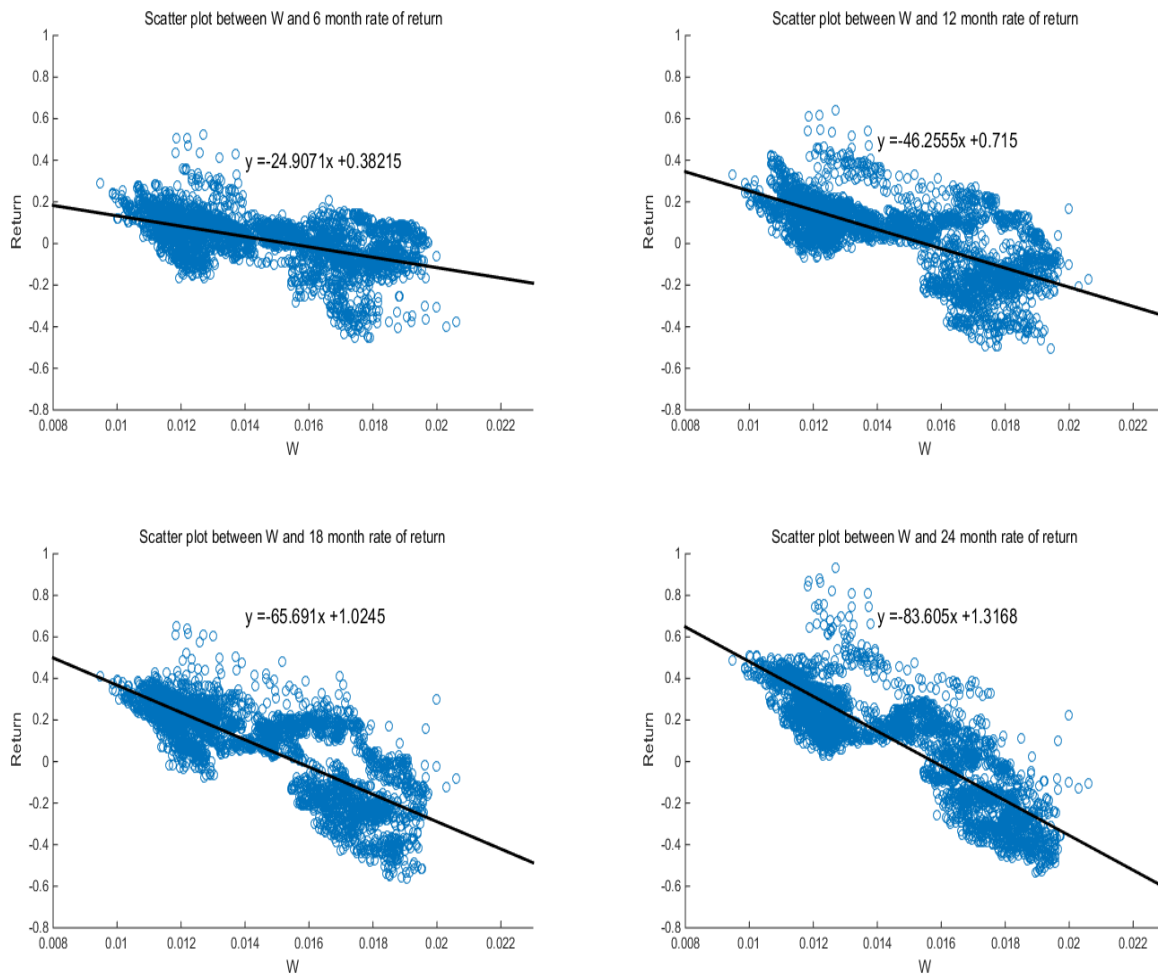 Scatter plot between W and 6 month rate of return
1
0.8
0.6
0.4
0.2
0
-0.2
-0.4
-0.6
-0.8
Return
y =-24.9071x +0.38215
0.008 0.01 0.012 0.014 0.016 0.018 0.02 0.022
W
Scatter plot between W and 12 month rate of return
1
0.8
0.6
0.4
0.2
0
-0.2
-0.4
-0.6
-0.8
Return
y =-46.2555x +0.715
0.008 0.01 0.012 0.014 0.016 0.018 0.02 0.022
W
Scatter plot between W and 18 month rate of return
1
0.8
0.6
0.4
0.2
0
-0.2
-0.4
-0.6
-0.8
Return
y =-65.691x +1.0245
0.008 0.01 0.012 0.014 0.016 0.018 0.02 0.022
W
Scatter plot between W and 24 month rate of return
1
0.8
0.6
0.4
0.2
0
-0.2
-0.4
-0.6
-0.8
Return
y =-83.605x +1.3168
0.008 0.01 0.012 0.014 0.016 0.018 0.02 0.022
W